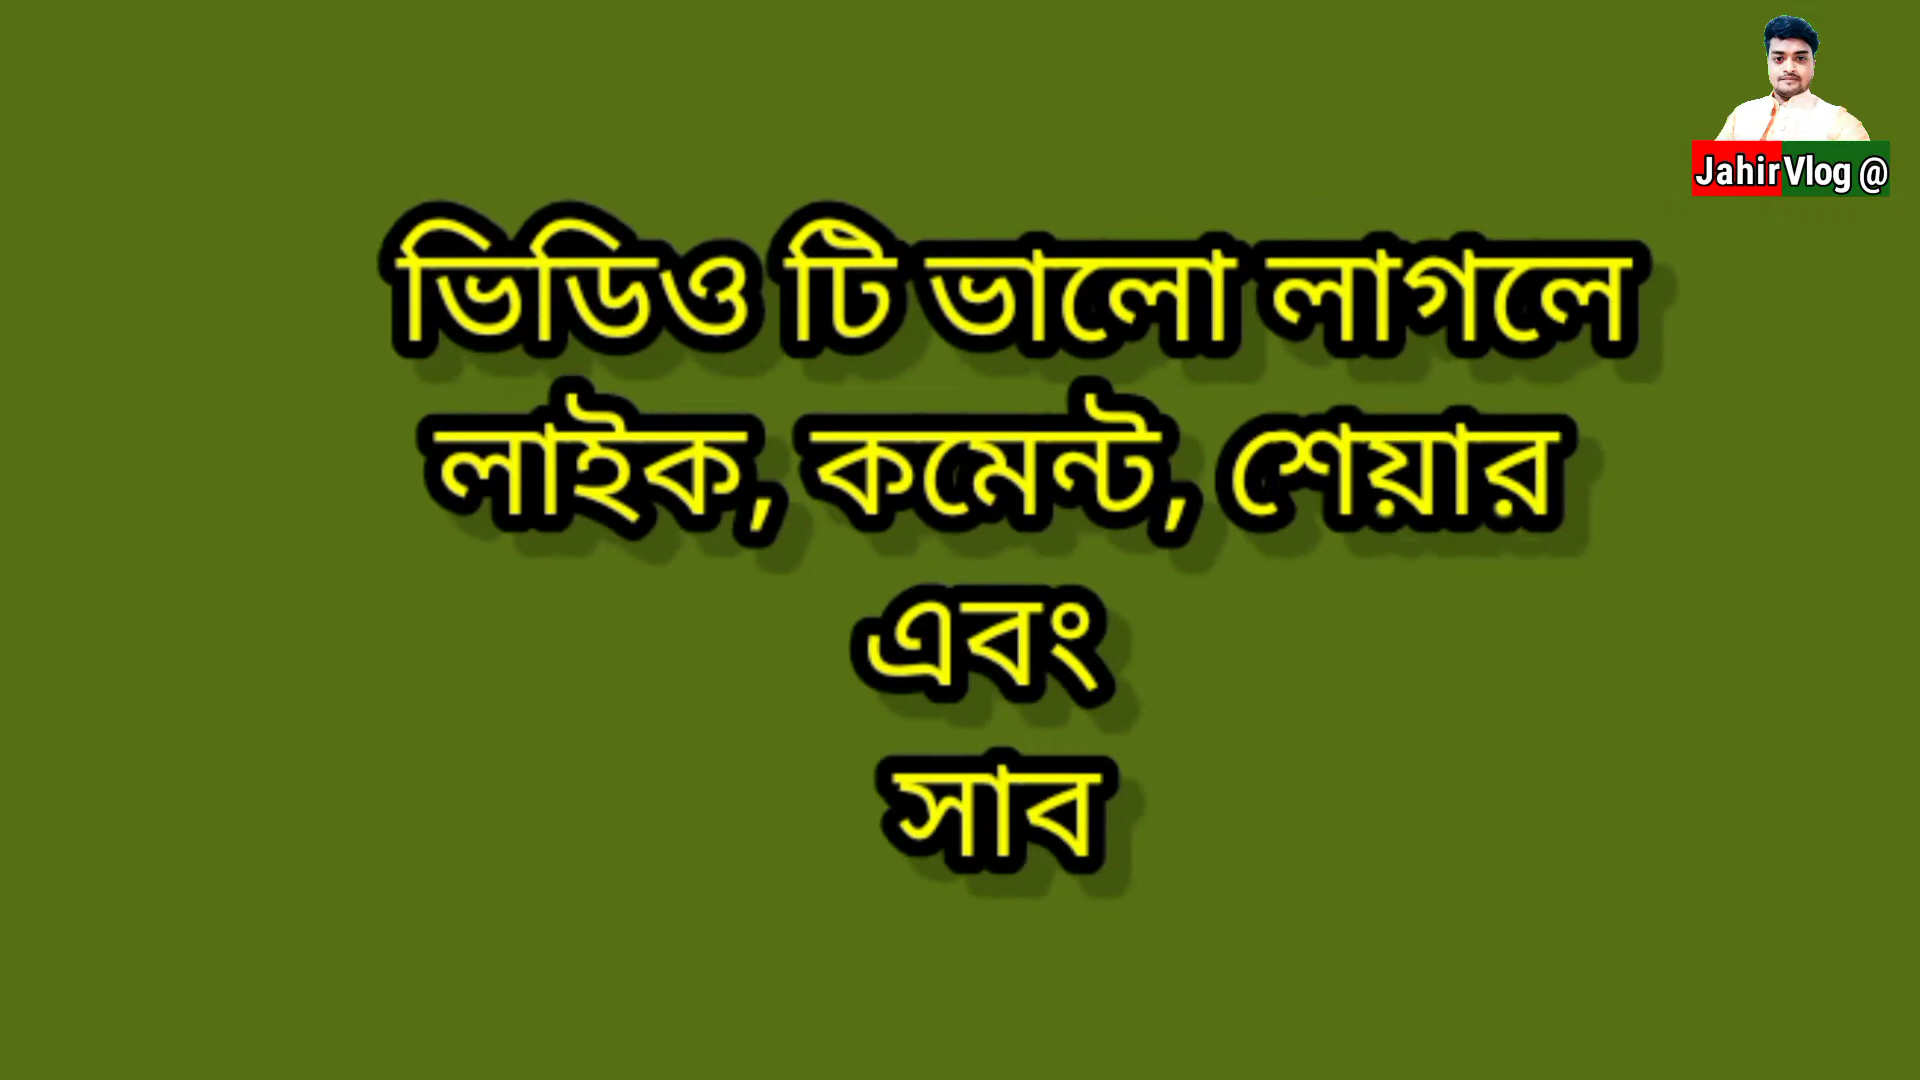 JahirVlog @
ভিডিও টি ভালো লাগলে
লাইক, কমেন্ট, শেয়ার
এবং
সাব